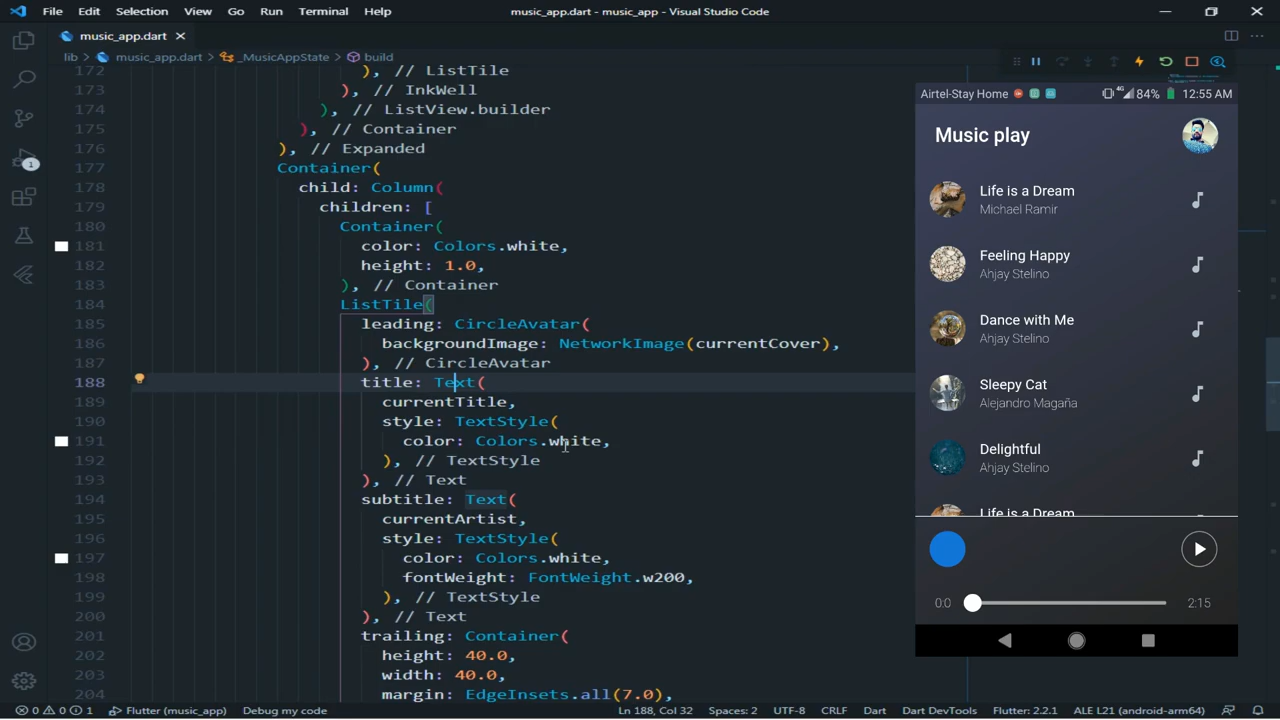 File Edit Selection View Go Run Terminal Help
music_app.dart - music_app - Visual Studio Code
music_app.dart
lib > music_app.dart > _MusicAppState > build
172 ), // ListTile
173 ), // InkWell
174 ), // ListView.builder
175 ), // Container
176 ), // Expanded
177 Container(
178 child: Column(
179 children: [
180 Container(
181 color: Colors.white,
182 height: 1.0,
183 ), // Container
184 ListTile(
185 leading: CircleAvatar(
186 backgroundImage: NetworkImage(currentCover),
187 ), // CircleAvatar
188 title: Text(
189 currentTitle,
190 style: TextStyle(
191 color: Colors.white,
192 ), // TextStyle
193 ), // Text
194 subtitle: Text(
195 currentArtist,
196 style: TextStyle(
197 color: Colors.white,
198 fontWeight: FontWeight.w200,
199 ), // TextStyle
200 ), // Text
201 trailing: Container(
202 height: 40.0,
203 width: 40.0,
204 margin: EdgeInsets.all(7.0),
1
Airtel-Stay Home 4G 84% 12:55 AM
Music play
Life is a Dream
Michael Ramir
Feeling Happy
Ahjay Stelino
Dance with Me
Ahjay Stelino
Sleepy Cat
Alejandro Magaña
Delightful
Ahjay Stelino
Life is a Dream
0:0 2:15
0 0 1 Flutter (music_app) Debug my code Ln 188, Col 32 Spaces: 2 UTF-8 CRLF Dart Dart DevTools Flutter: 2.2.1 ALE L21 (android-arm64)